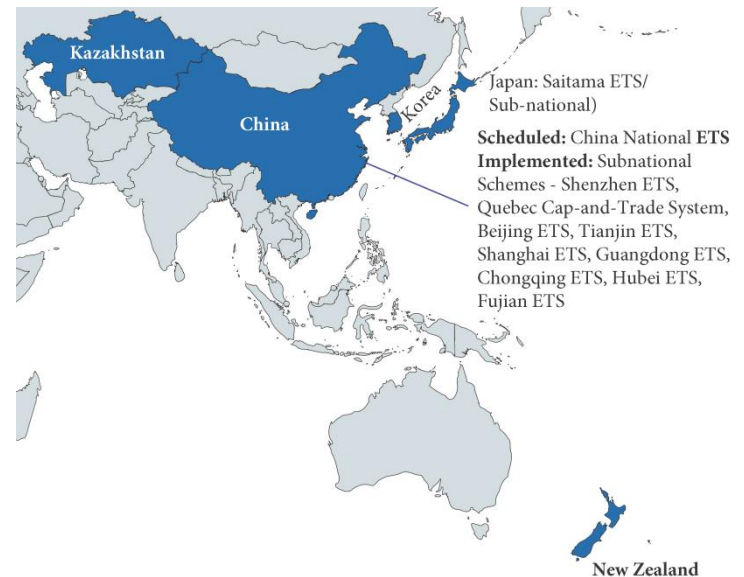 Kazakhstan
China
Korea
Japan: Saitama ETS/
Sub-national)
Scheduled: China National ETS
Implemented: Subnational
Schemes - Shenzhen ETS,
Quebec Cap-and-Trade System,
Beijing ETS, Tianjin ETS,
Shanghai ETS, Guangdong ETS,
Chongqing ETS, Hubei ETS,
Fujian ETS
New Zealand